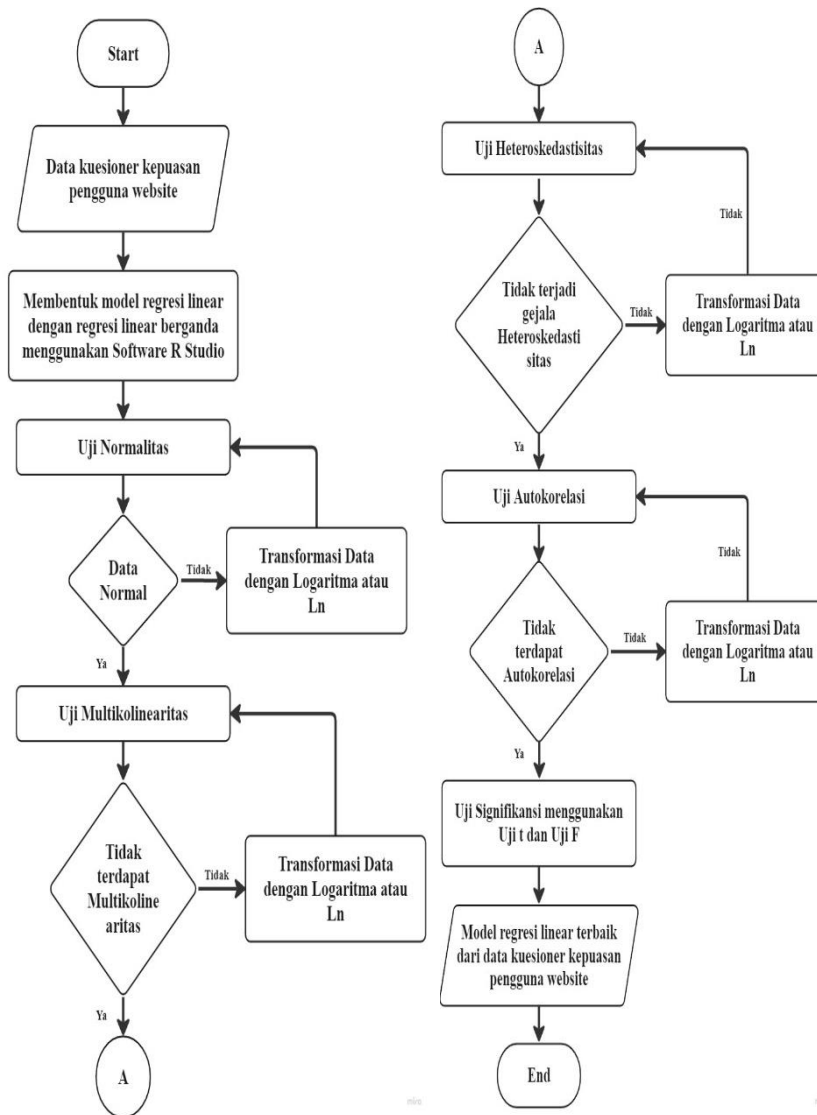 Start
Data kuesioner kepuasan
pengguna website
Membentuk model regresi linear
dengan regresi linear berganda
menggunakan Software R Studio
Uji Normalitas
Data
Normal
Tidak
Transformasi Data
dengan Logaritma atau
Ln
Ya
Uji Multikolinearitas
Tidak
terdapat
Multikoline
aritas
Tidak
Transformasi Data
dengan Logaritma atau
Ln
Ya
A
A
Uji Heteroskedastisitas
Tidak
Tidak terjadi
gejala
Heteroskedasti
sitas
Tidak
Transformasi Data
dengan Logaritma atau
Ln
Ya
Uji Autokorelasi
Tidak
Tidak
terdapat
Autokorelasi
Tidak
Transformasi Data
dengan Logaritma atau
Ln
Ya
Uji Signifikansi menggunakan
Uji t dan Uji F
Model regresi linear terbaik
dari data kuesioner kepuasan
pengguna website
End
miro